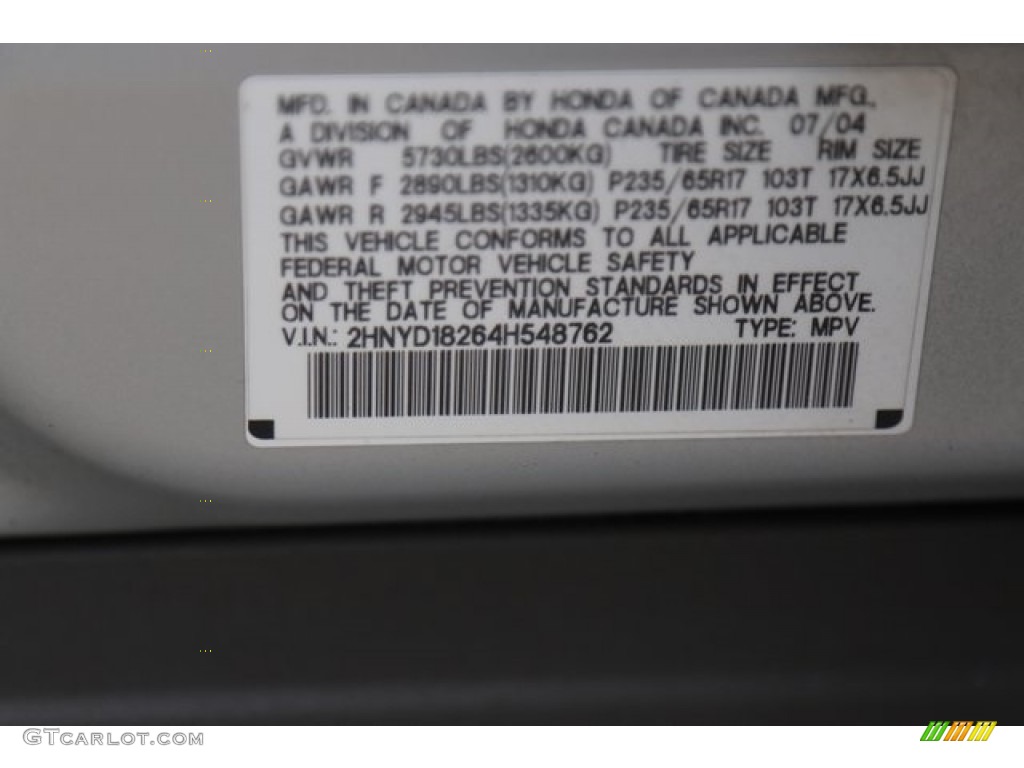 MFD. IN CANADA BY HONDA OF CANADA MFG.,
A DIVISION OF HONDA CANADA INC. 07/04
GVWR 5730LBS(2600KG) TIRE SIZE RIM SIZE
GAWR F 2890LBS(1310KG) P235/65R17 103T 17X6.5JJ
GAWR R 2945LBS(1335KG) P235/65R17 103T 17X6.5JJ
THIS VEHICLE CONFORMS TO ALL APPLICABLE
FEDERAL MOTOR VEHICLE SAFETY
AND THEFT PREVENTION STANDARDS IN EFFECT
ON THE DATE OF MANUFACTURE SHOWN ABOVE.
V.I.N.: 2HNYD18264H548762 TYPE: MPV
GTCARLOT.COM